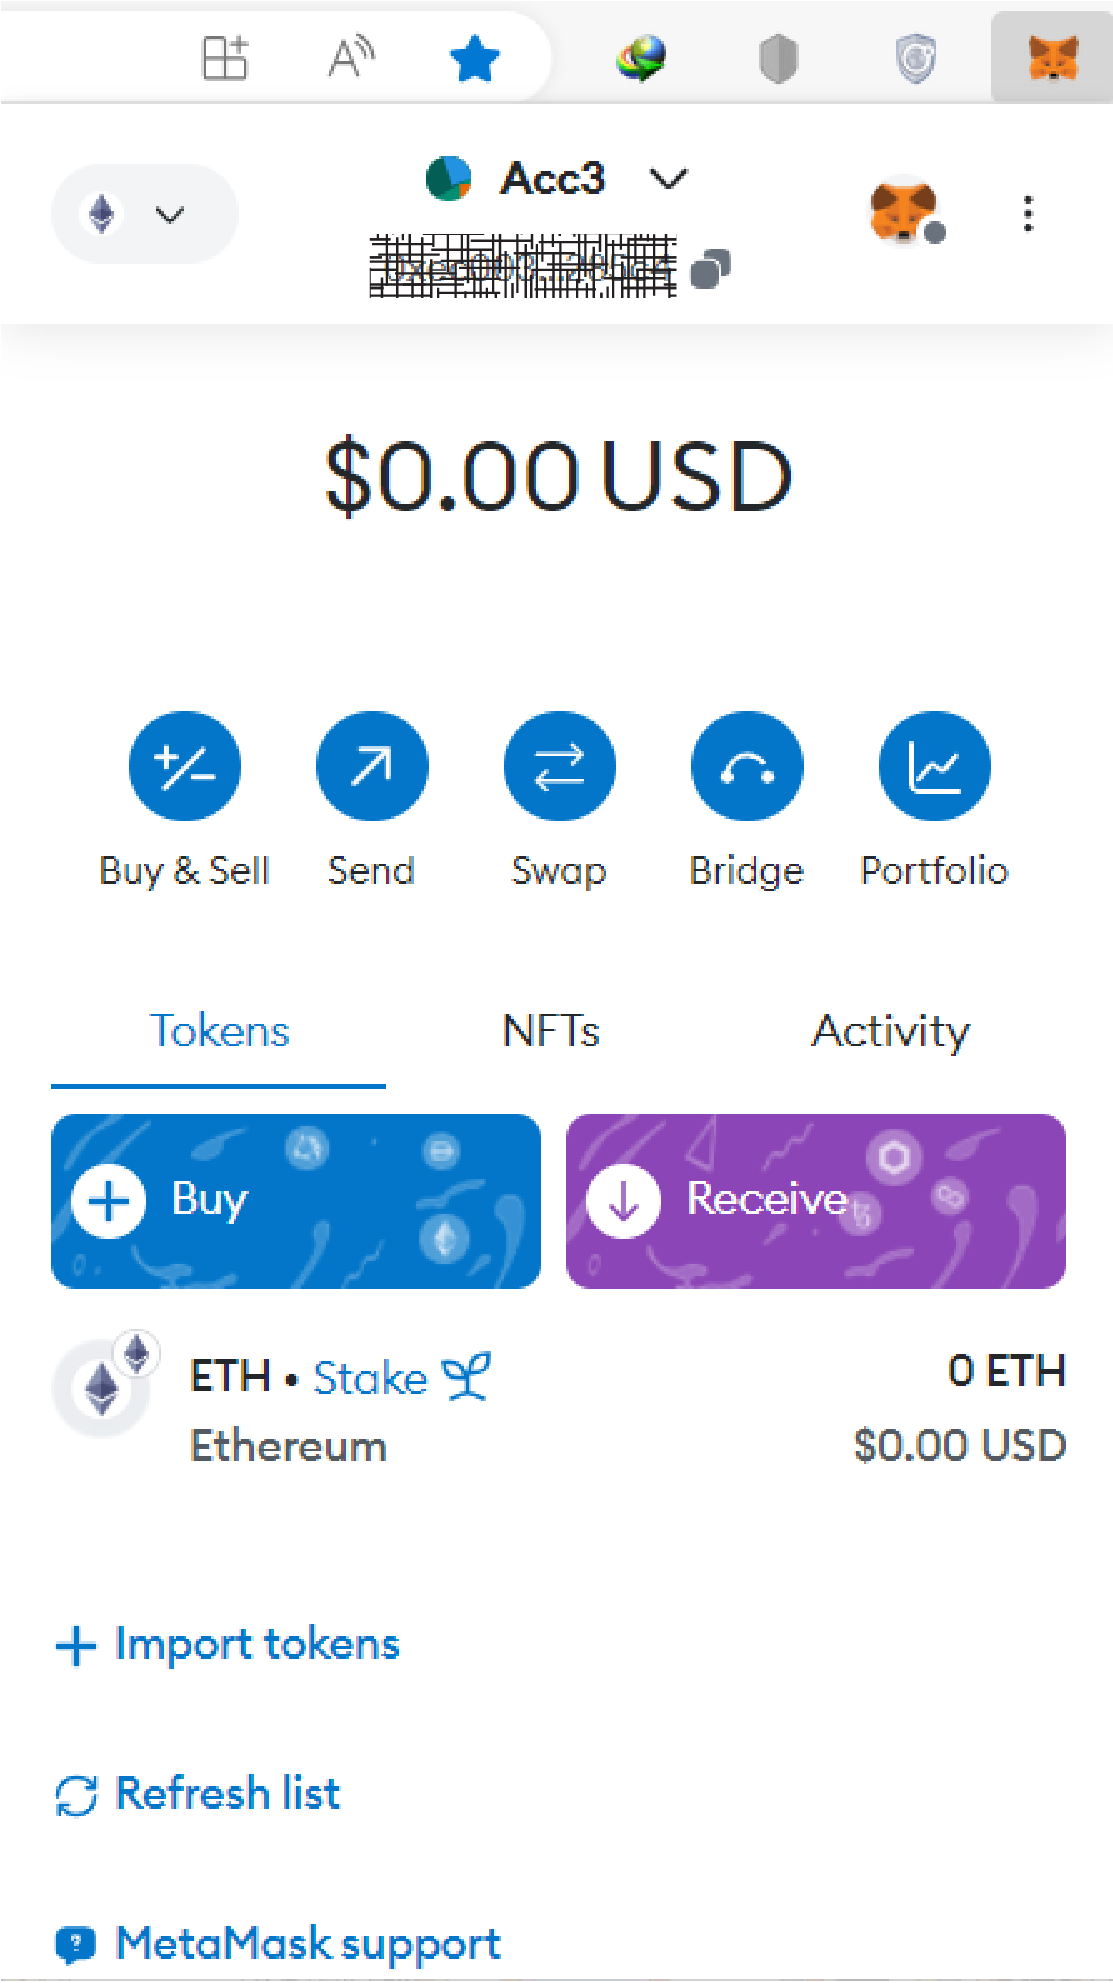 Acc3
$0.00 USD
Buy & Sell
Send
Swap
Bridge
Portfolio
Tokens
NFTs
Activity
Buy
Receive
ETH • Stake
0 ETH
Ethereum
$0.00 USD
Import tokens
Refresh list
MetaMask support